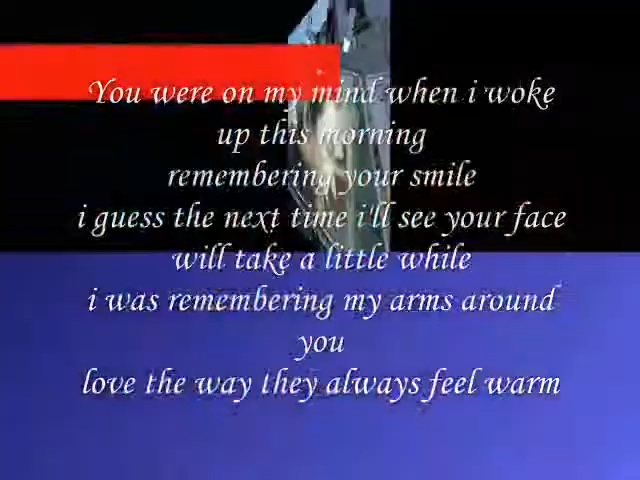 You were on my mind when i woke
up this morning
remembering your smile
i guess the next time i'll see your face
will take a little while
i was remembering my arms around
you
love the way they always feel warm